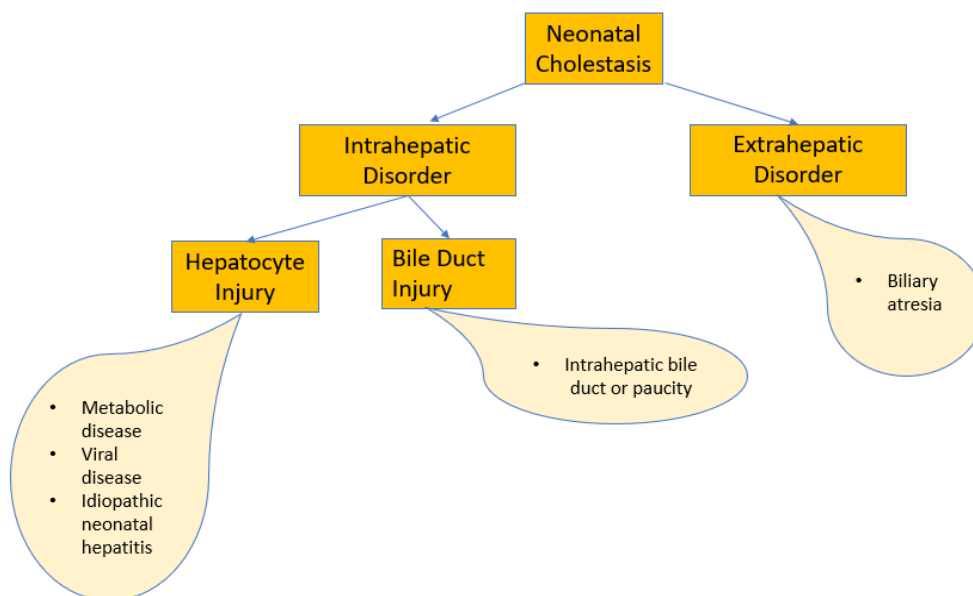 Neonatal
Cholestasis
Intrahepatic
Disorder
Extrahepatic
Disorder
Hepatocyte
Injury
Bile Duct
Injury
• Biliary
atresia
• Intrahepatic bile
duct or paucity
• Metabolic
disease
• Viral
disease
• Idiopathic
neonatal
hepatitis